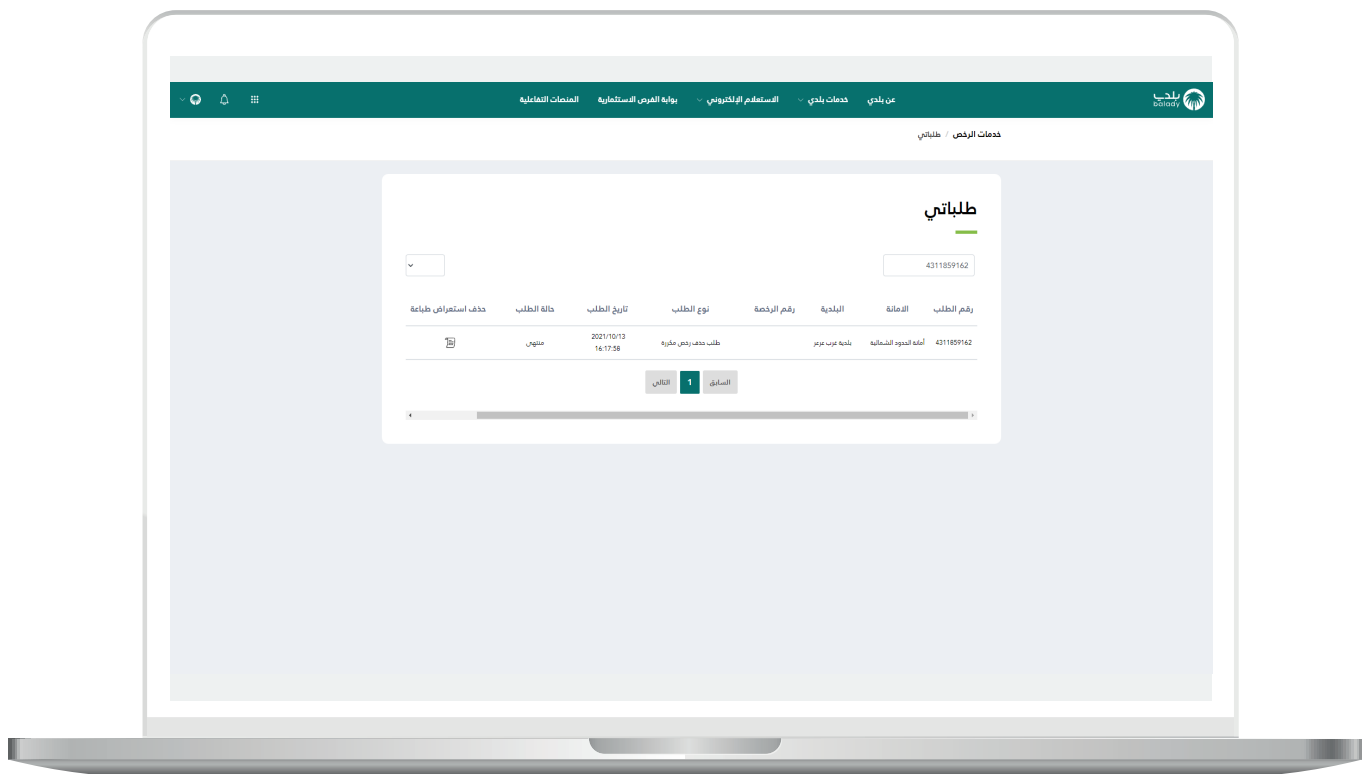 بلدي
balady
عن بلدي
خدمات بلدي
الاستعلام الإلكتروني
بوابة الفرص الاستثمارية
المنصات التفاعلية
خدمات الرخص / طلباتي
طلباتي
4311859162
رقم الطلب الامانة البلدية رقم الرخصة نوع الطلب تاريخ الطلب حالة الطلب حذف استعراض طباعة
4311859162 أمانة الحدود الشمالية بلدية غرب عرعر طلب حذف رخص مكررة 2021/10/13 16:17:58 منتهي
السابق 1 التالي